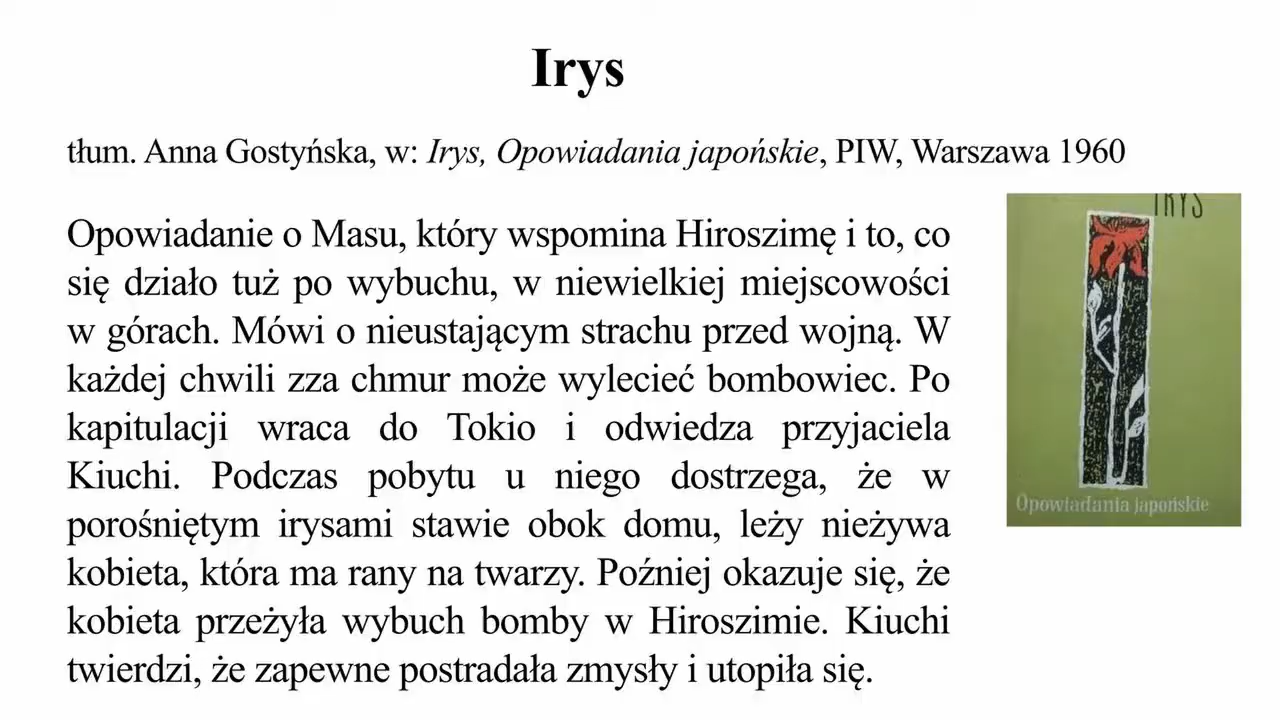 Irys
tłum. Anna Gostyńska, w: Irys, Opowiadania japońskie, PIW, Warszawa 1960
Opowiadanie o Masu, który wspomina Hiroszimę i to, co
się działo tuż po wybuchu, w niewielkiej miejscowości
w górach. Mówi o nieustającym strachu przed wojną. W
każdej chwili zza chmur może wylecieć bombowiec. Po
kapitulacji wraca do Tokio i odwiedza przyjaciela
Kiuchi. Podczas pobytu u niego dostrzega, że w
porośniętym irysami stawie obok domu, leży nieżywa
kobieta, która ma rany na twarzy. Poźniej okazuje się, że
kobieta przeżyła wybuch bomby w Hiroszimie. Kiuchi
twierdzi, że zapewne postradała zmysły i utopiła się.
IRYS
Opowiadania japońskie